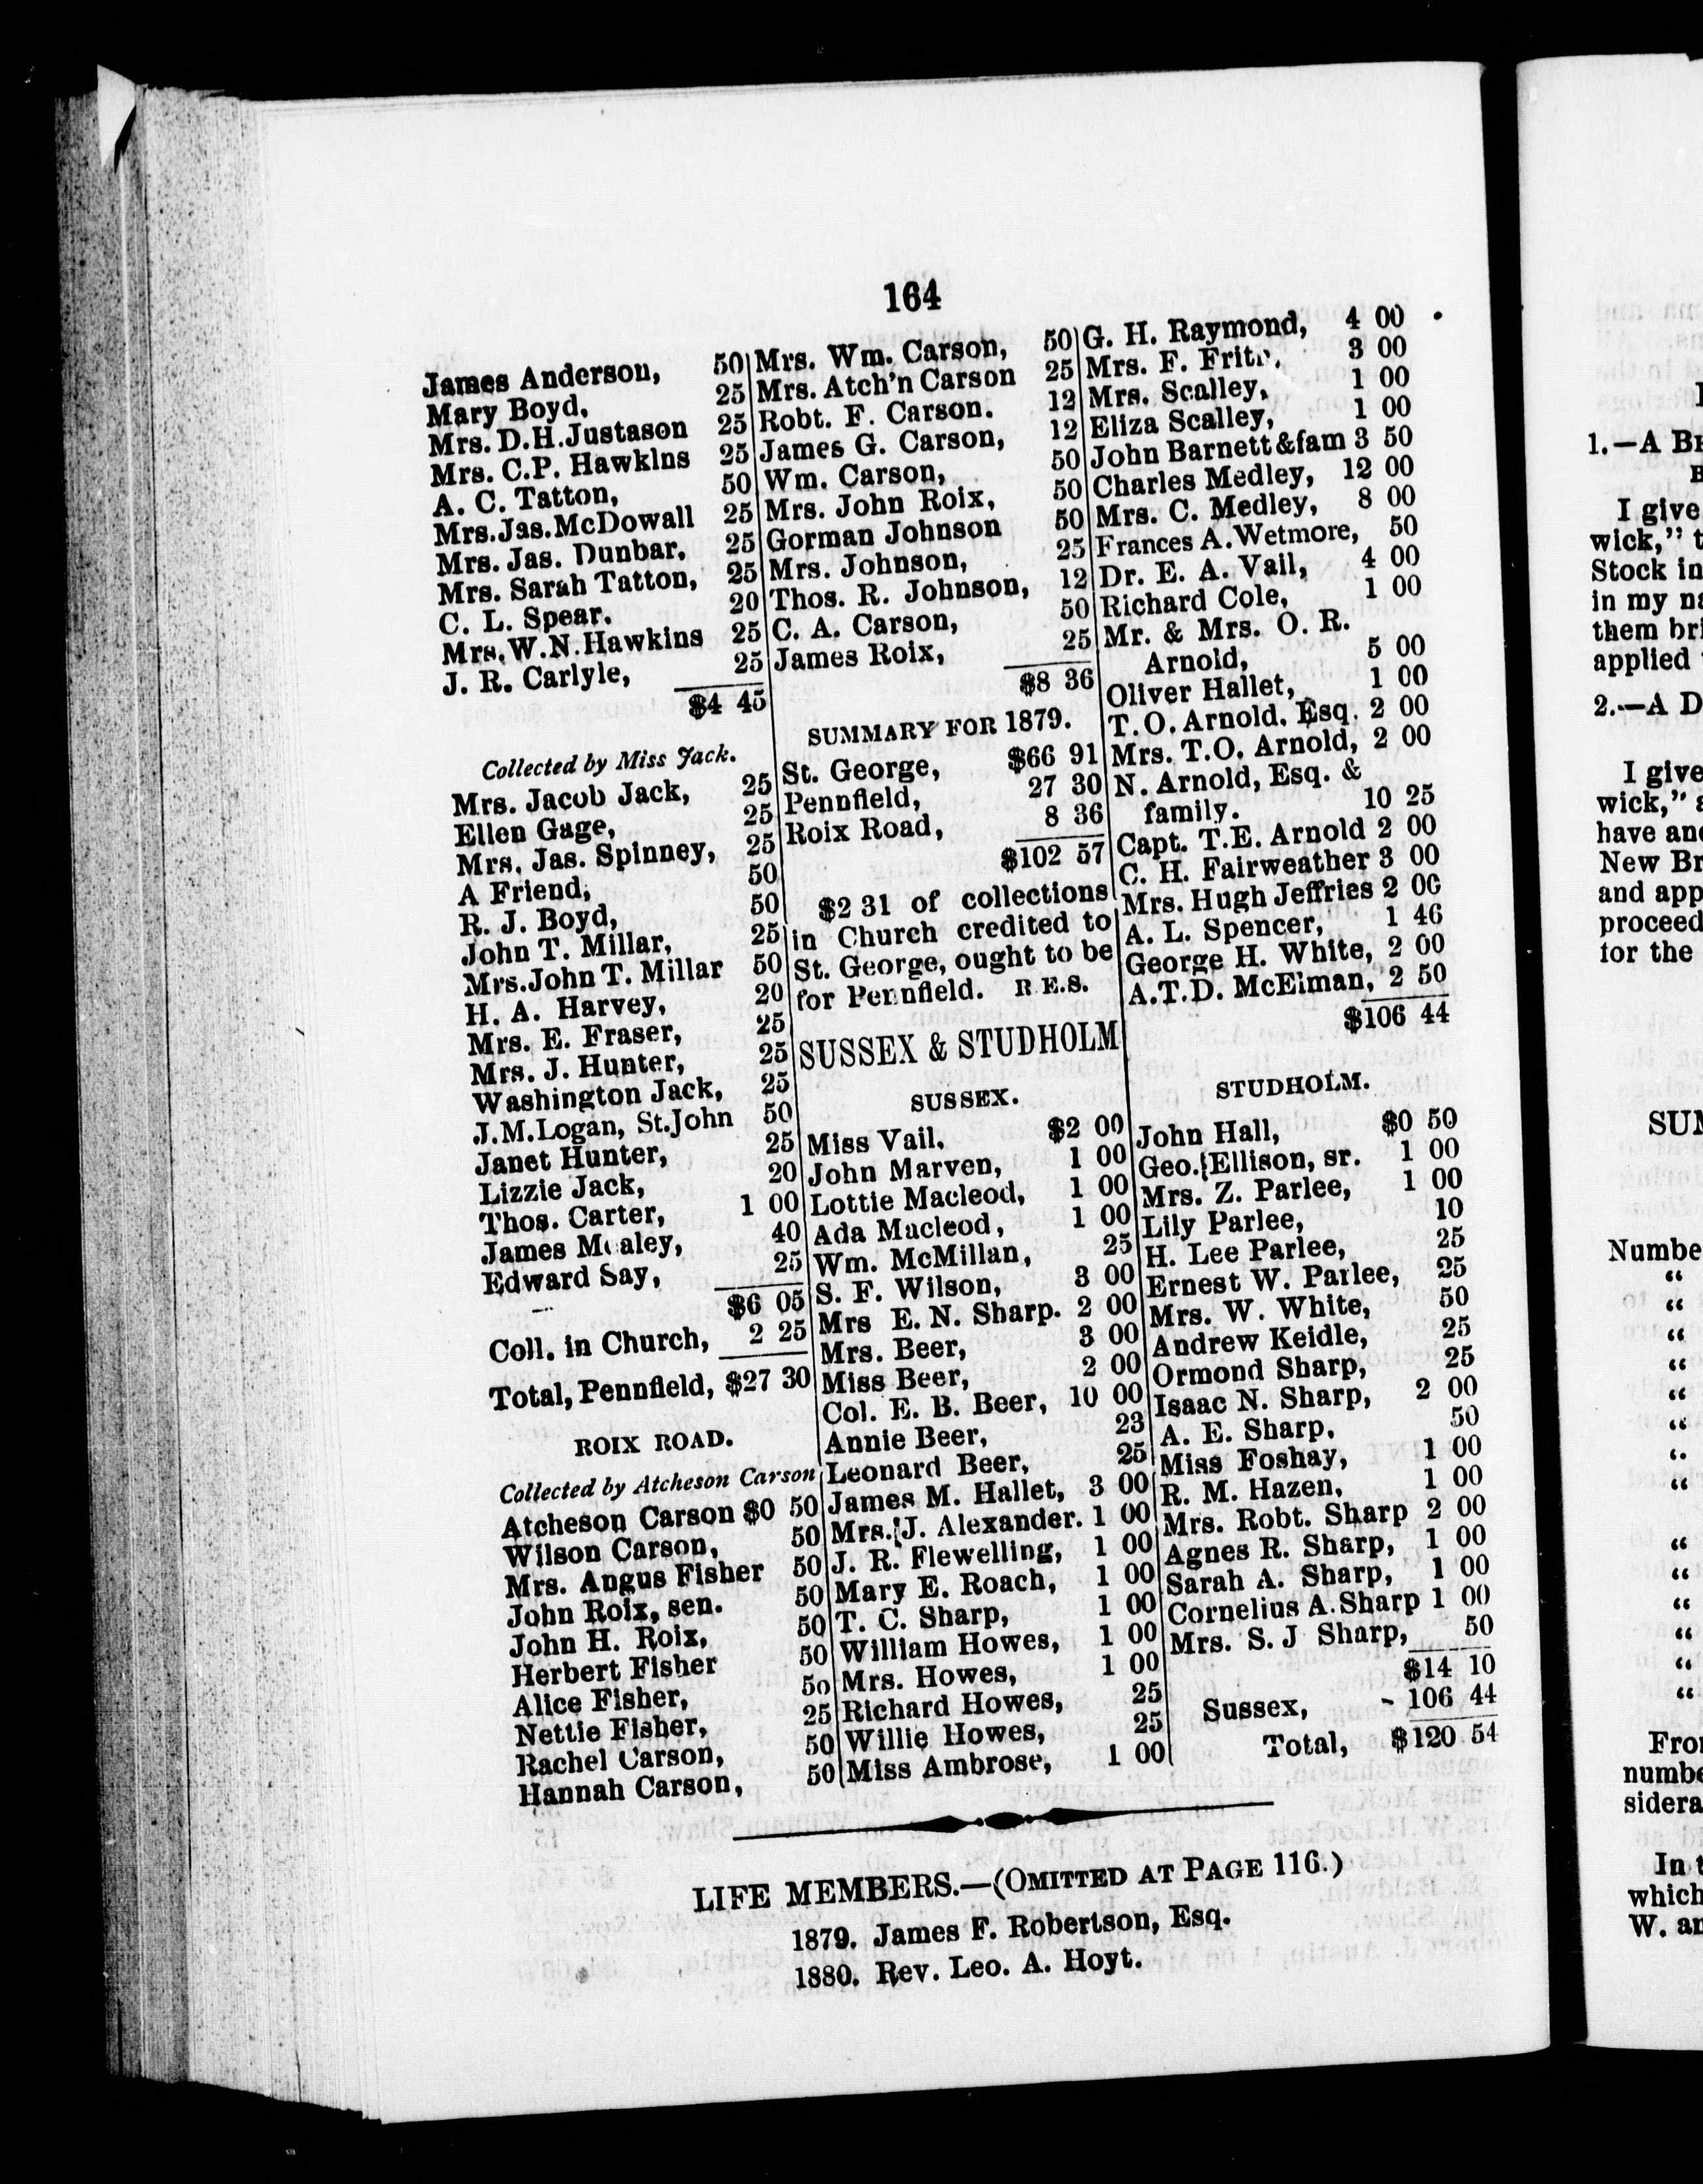 164
James Anderson, 50
Mary Boyd, 25
Mrs. D.H. Justason 25
Mrs. C.P. Hawkins 25
A. C. Tatton, 50
Mrs. Jas. McDowall 25
Mrs. Jas. Dunbar, 25
Mrs. Sarah Tatton, 25
C. L. Spear. 20
Mrs. W. N. Hawkins 25
J. R. Carlyle, 25
$4 45
Collected by Miss Jack.
Mrs. Jacob Jack, 25
Ellen Gage, 25
Mrs. Jas. Spinney, 25
A Friend, 50
R. J. Boyd, 50
John T. Millar, 25
Mrs. John T. Millar 50
H. A. Harvey, 20
Mrs. E. Fraser, 25
Mrs. J. Hunter, 25
Washington Jack, 25
J.M. Logan, St. John 50
Janet Hunter, 25
Lizzie Jack, 20
Thos. Carter, 1 00
James Mealey, 40
Edward Say, 25
$6 05
Coll. in Church, 2 25
Total, Pennfield, $27 30
ROIX ROAD.
Collected by Atcheson Carson
Atcheson Carson $0 50
Wilson Carson, 50
Mrs. Angus Fisher 50
John Roix, sen. 50
John H. Roix, 50
Herbert Fisher 50
Alice Fisher, 50
Nettie Fisher, 25
Rachel Carson, 50
Hannah Carson, 50
Mrs. Wm. Carson, 50
Mrs. Atch'n Carson 25
Robt. F. Carson. 12
James G. Carson, 12
Wm. Carson, 50
Mrs. John Roix, 50
Gorman Johnson 50
Mrs. Johnson, 25
Thos. R. Johnson, 12
C. A. Carson, 50
James Roix, 25
$8 36
SUMMARY FOR 1879.
St. George, $66 91
Pennfield, 27 30
Roix Road, 8 36
$102 57
$2 31 of collections
in Church credited to
St. George, ought to be
for Pennfield. R E.S.
SUSSEX & STUDHOLM
SUSSEX.
Miss Vail, $2 00
John Marven, 1 00
Lottie Macleod, 1 00
Ada Macleod, 1 00
Wm. McMillan, 25
S. F. Wilson, 3 00
Mrs E. N. Sharp. 2 00
Mrs. Beer, 3 00
Miss Beer, 2 00
Col. E. B. Beer, 10 00
Annie Beer, 23
Leonard Beer, 25
James M. Hallet, 3 00
Mrs. J. Alexander. 1 00
J. R. Flewelling, 1 00
Mary E. Roach, 1 00
T. C. Sharp, 1 00
William Howes, 1 00
Mrs. Howes, 1 00
Richard Howes, 25
Willie Howes, 25
Miss Ambrose, 1 00
G. H. Raymond, 4 00
Mrs. F. Fritz, 3 00
Mrs. Scalley, 1 00
Eliza Scalley, 1 00
John Barnett & fam 3 50
Charles Medley, 12 00
Mrs. C. Medley, 8 00
Frances A. Wetmore, 50
Dr. E. A. Vail, 4 00
Richard Cole, 1 00
Mr. & Mrs. O. R.
Arnold, 5 00
Oliver Hallet, 1 00
T. O. Arnold, Esq. 2 00
Mrs. T.O. Arnold, 2 00
N. Arnold, Esq. &
family. 10 25
Capt. T.E. Arnold 2 00
C. H. Fairweather 3 00
Mrs. Hugh Jeffries 2 00
A. L. Spencer, 1 46
George H. White, 2 00
A.T.D. McElman, 2 50
$106 44
STUDHOLM.
John Hall, $0 50
Geo. Ellison, sr. 1 00
Mrs. Z. Parlee, 1 00
Lily Parlee, 10
H. Lee Parlee, 25
Ernest W. Parlee, 25
Mrs. W. White, 50
Andrew Keidle, 25
Ormond Sharp, 25
Isaac N. Sharp, 2 00
A. E. Sharp. 50
Miss Foshay, 1 00
R. M. Hazen, 1 00
Mrs. Robt. Sharp 2 00
Agnes R. Sharp, 1 00
Sarah A. Sharp, 1 00
Cornelius A. Sharp 1 00
Mrs. S. J Sharp, 50
$14 10
Sussex, - 106 44
Total, $120 54
LIFE MEMBERS.—(OMITTED AT PAGE 116.)
1879. James F. Robertson, Esq.
1880. Rev. Leo. A. Hoyt.
1.—A
I give
wick," t
Stock in
in my
them
applied
2.—A D
I give
wick,"
have
New
and
proceed
for the
Numbe
"
"
"
"
"
"
"
"
"
"
"
"
"
In
which
W.